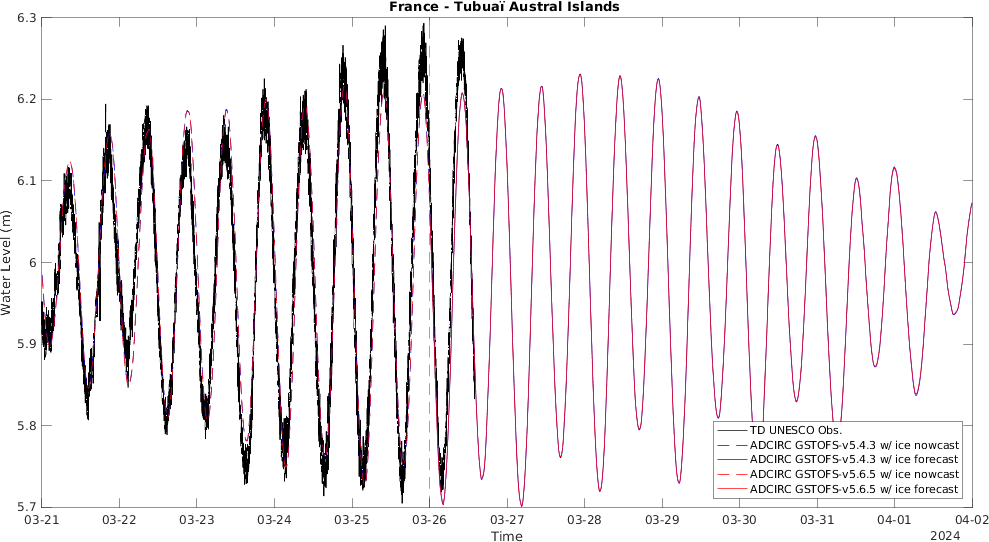 France - Tubuaï Austral Islands
Water Level (m)
6.3
6.2
6.1
6
5.9
5.8
5.7
03-21
03-22
03-23
03-24
03-25
03-26
03-27
03-28
03-29
03-30
03-31
04-01
04-02
Time
2024
TD UNESCO Obs.
ADCIRC GSTOFS-v5.4.3 w/ ice nowcast
ADCIRC GSTOFS-v5.4.3 w/ ice forecast
ADCIRC GSTOFS-v5.6.5 w/ ice nowcast
ADCIRC GSTOFS-v5.6.5 w/ ice forecast